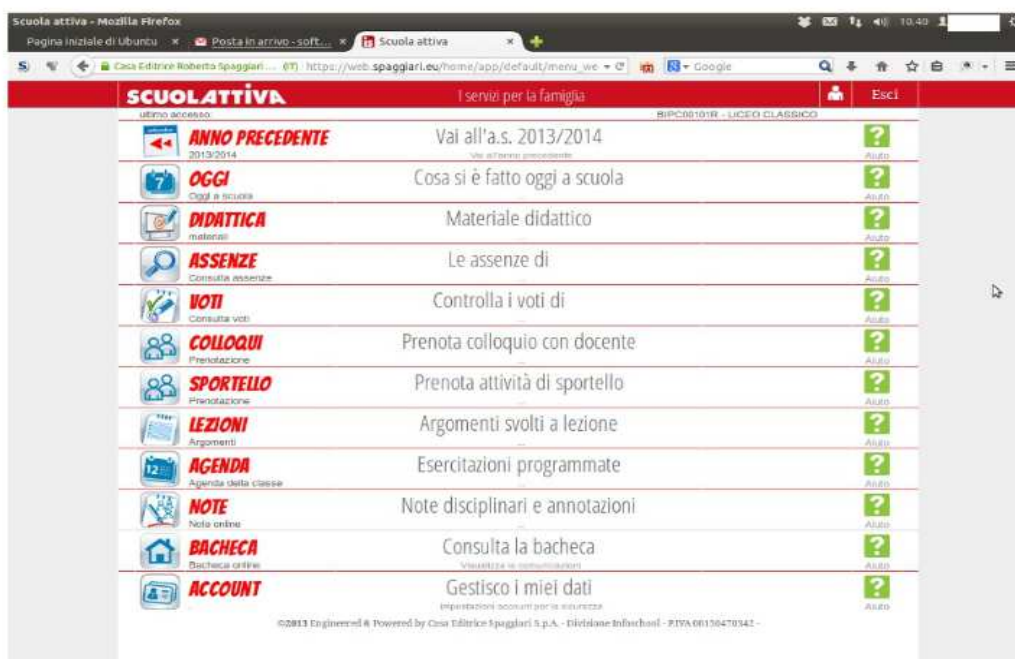 Scuola attiva - Mozilla Firefox
10.40
Pagina iniziale di Ubuntu × Posta in arrivo - soft... × Scuola attiva ×
Casa Editrice Roberto Spaggiari ... (IT) https://web.spaggiari.eu/home/app/default/menu_we Google
SCUOLATTIVA I servizi per la famiglia Esci
ultimo accesso: BIPC00101R - LICEO CLASSICO
ANNO PRECEDENTE Vai all'a.s. 2013/2014
2013/2014 Vai all'anno precedente Aiuto
7 OGGI Cosa si è fatto oggi a scuola ?
Oggi a scuola Aiuto
DIDATTICA Materiale didattico ?
materiali Aiuto
ASSENZE Le assenze di ?
Consulta assenze Aiuto
VOTI Controlla i voti di ?
Consulta voti Aiuto
COLLOQUI Prenota colloquio con docente ?
Prenotazione Aiuto
SPORTELLO Prenota attività di sportello ?
Prenotazione Aiuto
LEZIONI Argomenti svolti a lezione ?
Argomenti Aiuto
12 AGENDA Esercitazioni programmate ?
Agenda della classe Aiuto
NOTE Note disciplinari e annotazioni ?
Note online Aiuto
BACHECA Consulta la bacheca ?
Bacheca online Visualizza le comunicazioni Aiuto
ACCOUNT Gestisco i miei dati ?
Impostazioni account per la sicurezza Aiuto
©2013 Engineered & Powered by Casa Editrice Spaggiari S.p.A. - Divisione Infoschool - P.IVA 00150470342 -